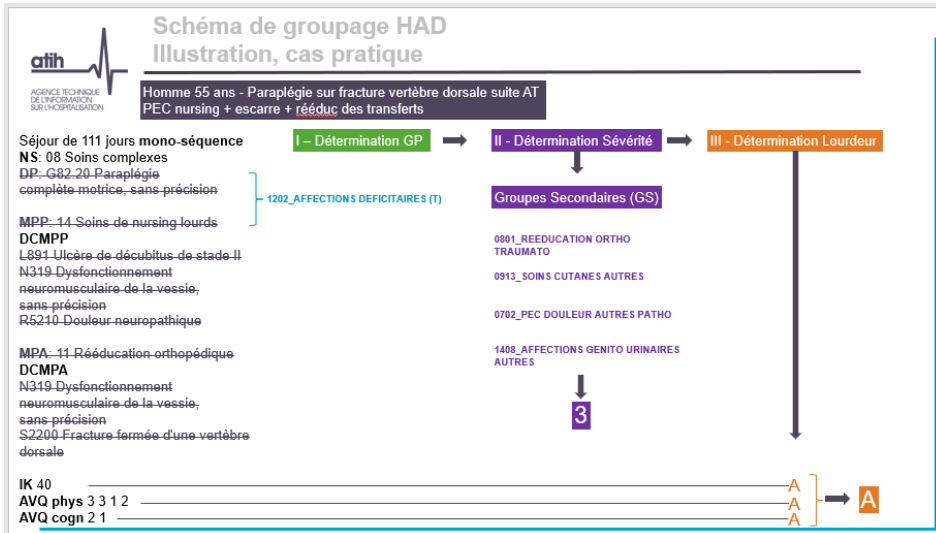 Schéma de groupage HAD
Illustration, cas pratique
atih
AGENCE TECHNIQUE
DE L'INFORMATION
SUR L'HOSPITALISATION
Homme 55 ans - Paraplégie sur fracture vertèbre dorsale suite AT
PEC nursing + escarre + rééduc des transferts
Séjour de 111 jours mono-séquence
NS: 08 Soins complexes
DP: G82.20 Paraplégie
complète motrice, sans précision
MPP: 14 Soins de nursing lourds
DCMPP
L891 Ulcère de décubitus de stade II
N319 Dysfonctionnement
neuromusculaire de la vessie,
sans précision
R5210 Douleur neuropathique
MPA: 11 Rééducation orthopédique
DCMPA
N319 Dysfonctionnement
neuromusculaire de la vessie,
sans précision
S2200 Fracture fermée d'une vertèbre
dorsale
IK 40
AVQ phys 3 3 1 2
AVQ cogn 2 1
I – Détermination GP
1202_AFFECTIONS DEFICITAIRES (T)
II - Détermination Sévérité
Groupes Secondaires (GS)
0801_REEDUCATION ORTHO
TRAUMATO
0913_SOINS CUTANES AUTRES
0702_PEC DOULEUR AUTRES PATHO
1408_AFFECTIONS GENITO URINAIRES
AUTRES
3
III - Détermination Lourdeur
A
A
A
A